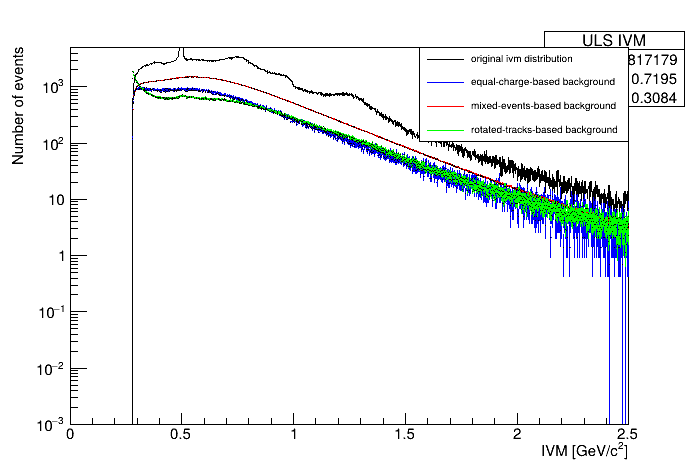 ULS IVM
817179
0.7195
0.3084
original ivm distribution
equal-charge-based background
mixed-events-based background
rotated-tracks-based background
Number of events
10³
10²
10
1
10⁻¹
10⁻²
10⁻³
0 0.5 1 1.5 2 2.5
IVM [GeV/c²]